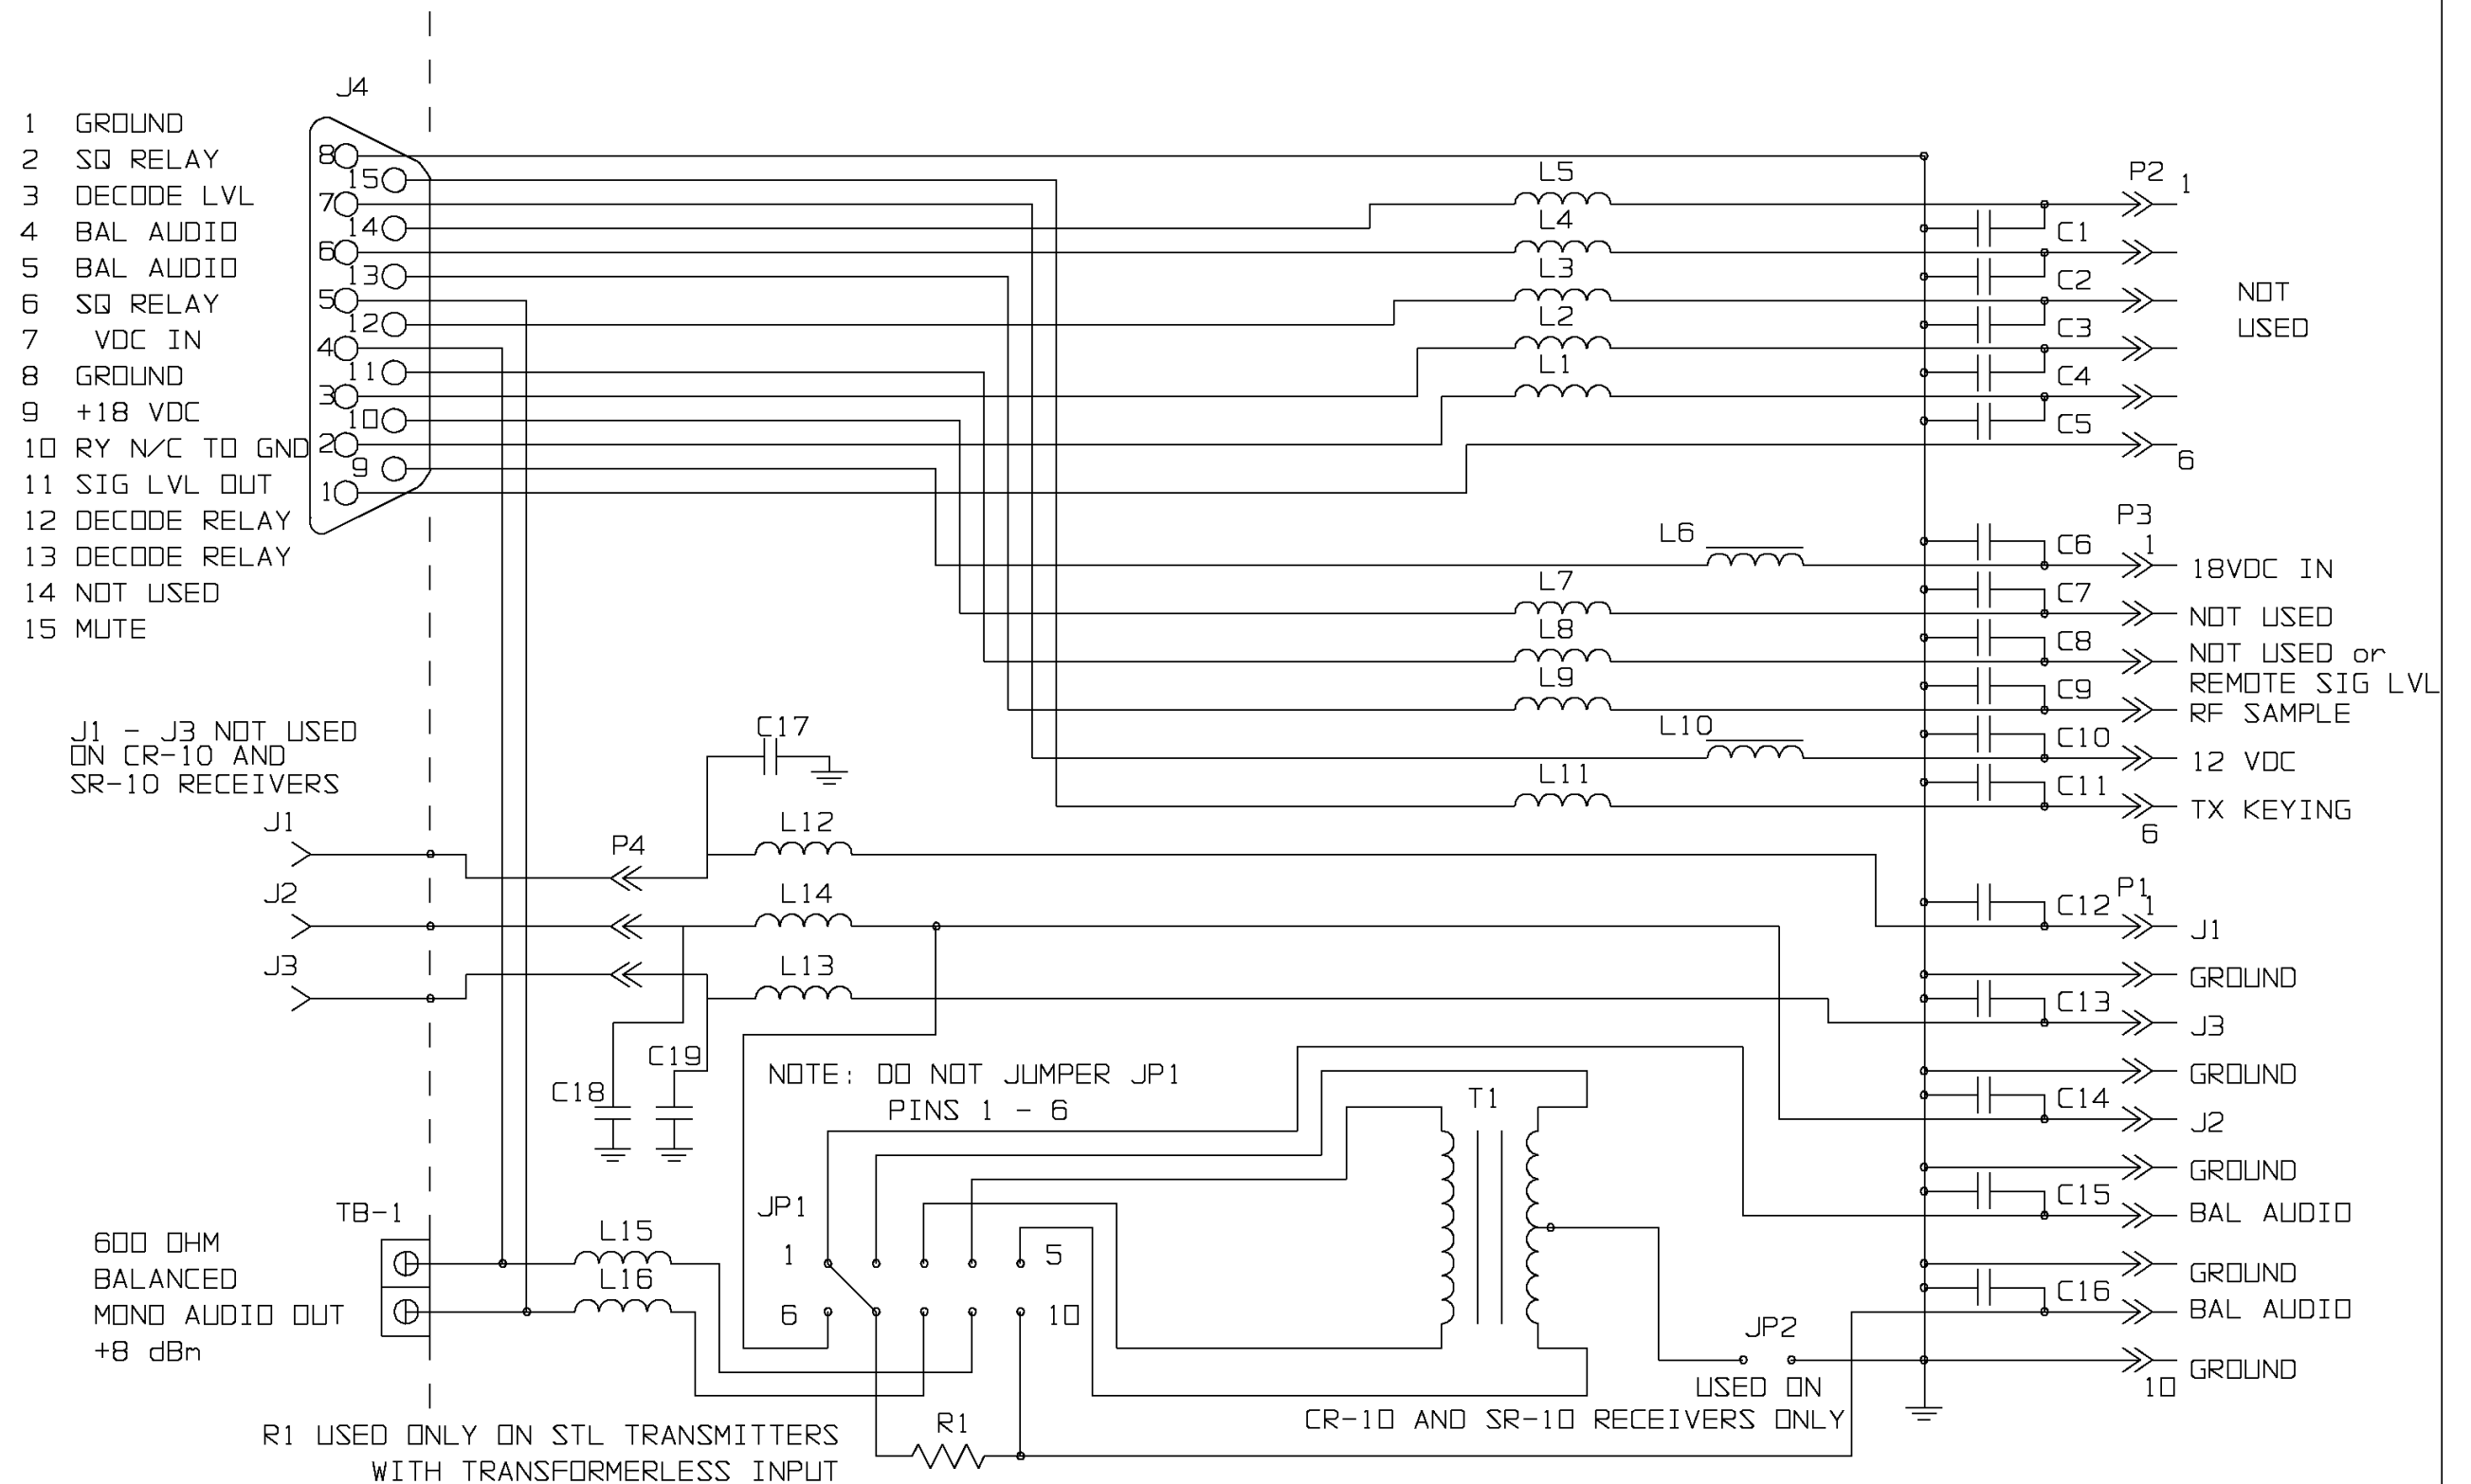 J4
1 GROUND
2 SQ RELAY
3 DECODE LVL
4 BAL AUDIO
5 BAL AUDIO
6 SQ RELAY
7 VDC IN
8 GROUND
9 +18 VDC
10 RY N/C TO GND
11 SIG LVL OUT
12 DECODE RELAY
13 DECODE RELAY
14 NOT USED
15 MUTE
8
15
7
14
6
13
5
12
4
11
3
10
2
9
1
L5
L4
L3
L2
L1
P2
1
C1
C2
NOT
USED
C3
C4
C5
6
L6
L7
L8
L9
L10
L11
P3
1
C6
18VDC IN
C7
NOT USED
C8
NOT USED or
REMOTE SIG LVL
C9
RF SAMPLE
C10
12 VDC
C11
TX KEYING
6
J1 - J3 NOT USED
ON CR-10 AND
SR-10 RECEIVERS
J1
J2
J3
P4
C17
L12
L14
L13
C18
C19
P1
1
C12
J1
GROUND
C13
J3
GROUND
C14
J2
GROUND
C15
BAL AUDIO
GROUND
C16
BAL AUDIO
GROUND
10
NOTE: DO NOT JUMPER JP1
PINS 1 - 6
T1
JP1
1
5
6
10
TB-1
600 OHM
BALANCED
MONO AUDIO OUT
+8 dBm
L15
L16
JP2
USED ON
CR-10 AND SR-10 RECEIVERS ONLY
R1
R1 USED ONLY ON STL TRANSMITTERS
WITH TRANSFORMERLESS INPUT